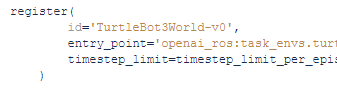 register(
id='TurtleBot3World-v0',
entry_point='openai_ros:task_envs.turt
timestep_limit=timestep_limit_per_epis
)